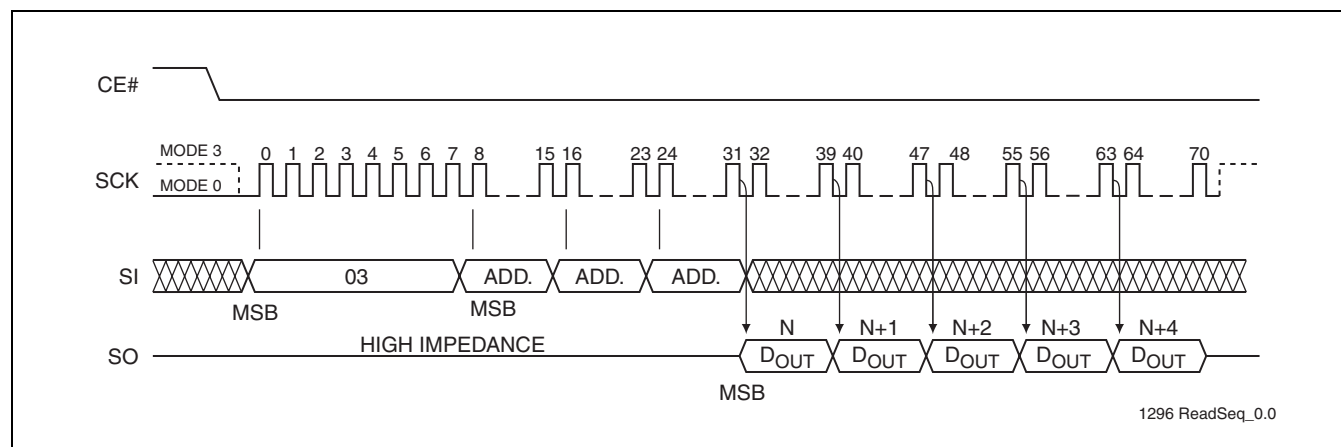 CE#
MODE 3
0 1 2 3 4 5 6 7 8 15 16 23 24 31 32 39 40 47 48 55 56 63 64 70
SCK
MODE 0
SI 03 ADD. ADD. ADD.
MSB MSB
HIGH IMPEDANCE
N N+1 N+2 N+3 N+4
SO DOUT DOUT DOUT DOUT DOUT
MSB
1296 ReadSeq_0.0